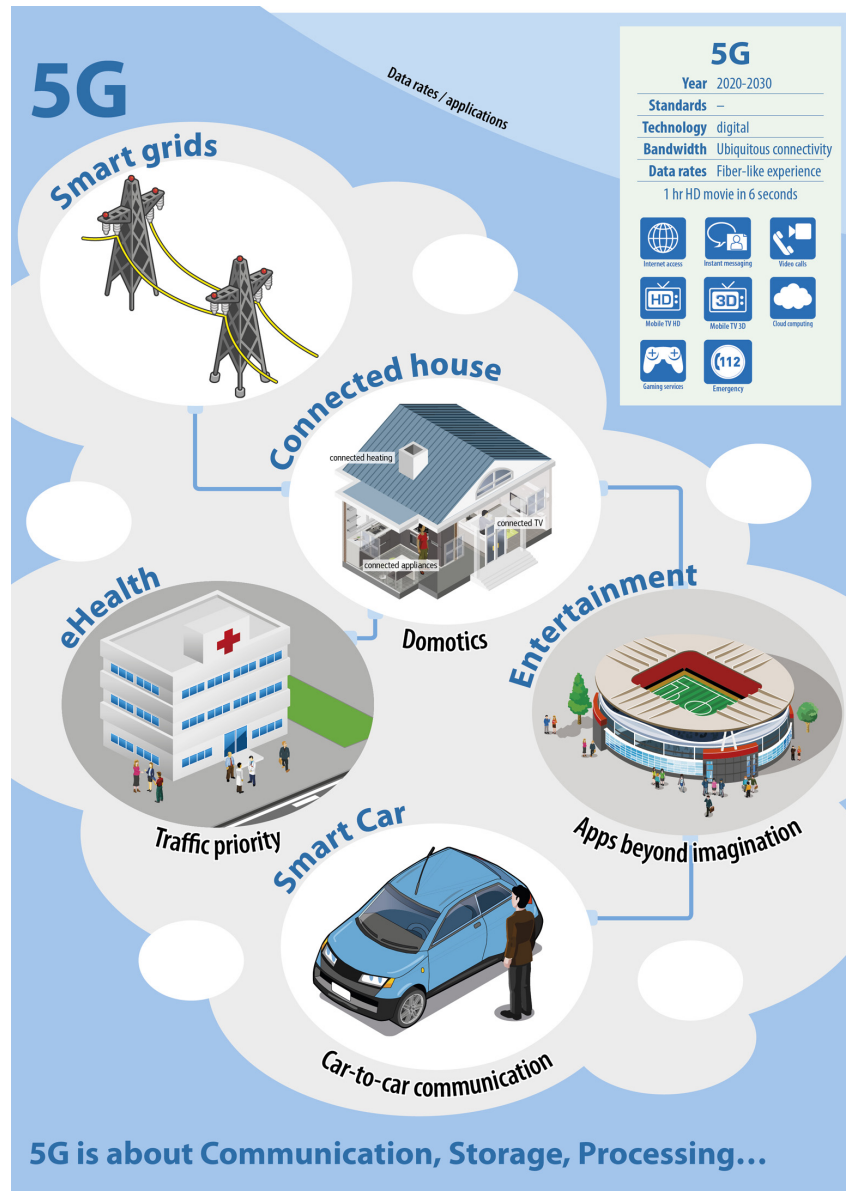 5G
Data rates / applications
5G
Year 2020-2030
Standards –
Technology digital
Bandwidth Ubiquitous connectivity
Data rates Fiber-like experience
1 hr HD movie in 6 seconds
Internet access
Instant messaging
Video calls
HD
3D
Mobile TV HD
Mobile TV 3D
Cloud computing
112
Gaming services
Emergency
Smart grids
Connected house
connected heating
connected TV
connected appliances
Domotics
eHealth
Traffic priority
Entertainment
Apps beyond imagination
Smart Car
Car-to-car communication
5G is about Communication, Storage, Processing...